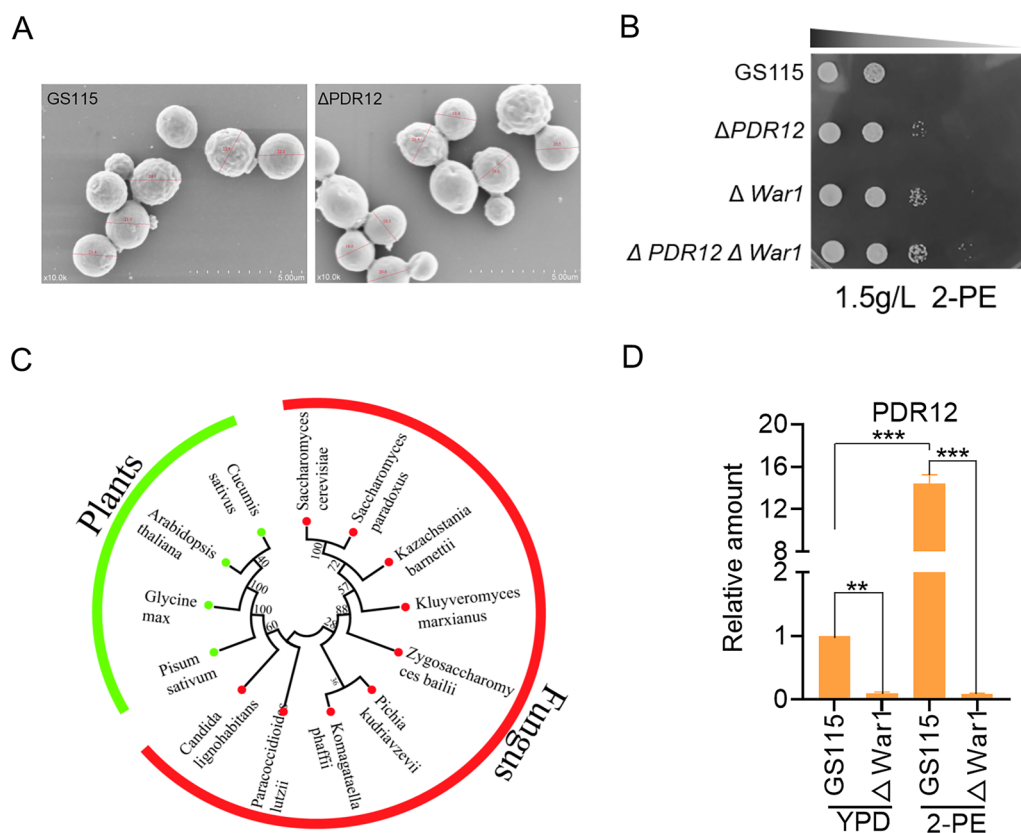 A
GS115
x10.0k
5.00um
ΔPDR12
x10.0k
5.00um
B
GS115
ΔPDR12
Δ War1
Δ PDR12 Δ War1
1.5g/L 2-PE
C
Plants
Fungus
Cucumis
sativus
Arabidopsis
thaliana
Glycine
max
Pisum
sativum
Candida
lignohabitans
Paracoccidioides
lutzii
Komagataella
phaffii
Pichia
kudriavzevii
Zygosaccharomy
ces bailii
Kluyveromyces
marxianus
Kazachstania
barnettii
Saccharomyces
paradoxus
Saccharomyces
cerevisiae
40
100
100
60
36
28
88
57
72
100
D
PDR12
Relative amount
20
16
12
8
2
1
0
***
***
**
GS115
Δ War1
GS115
Δ War1
YPD
2-PE